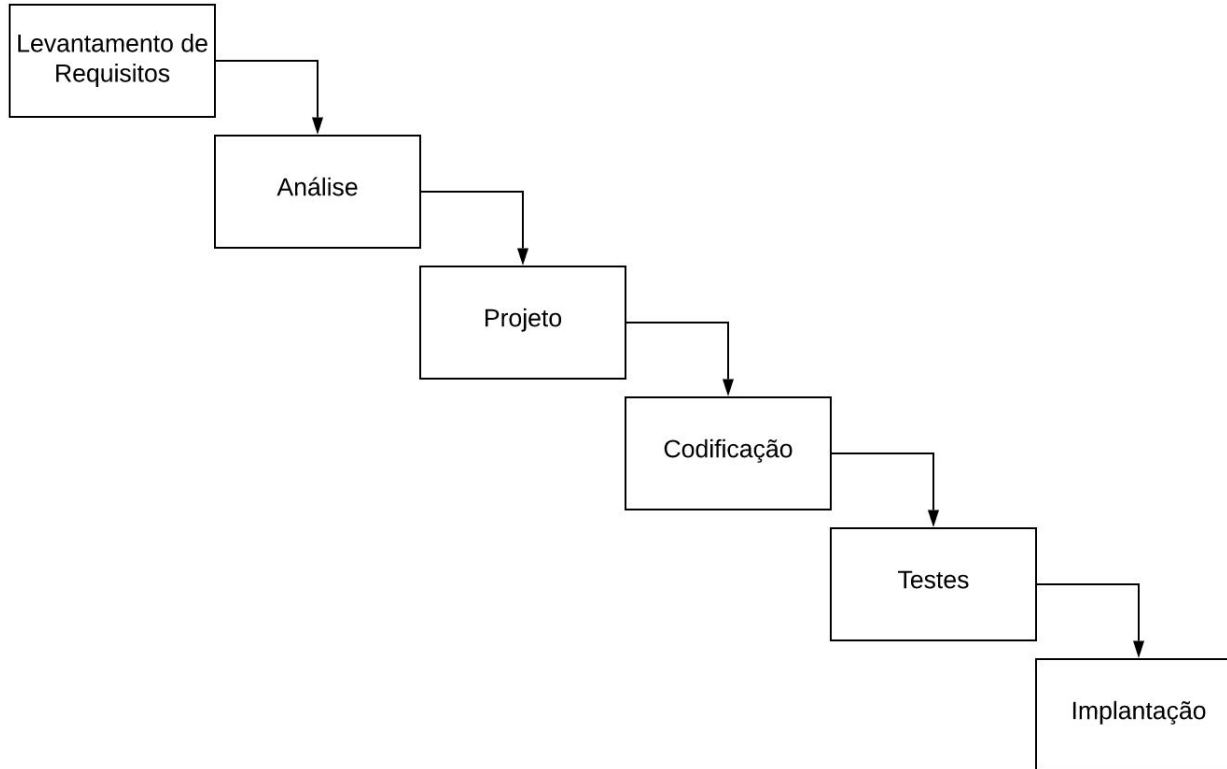 Levantamento de
Requisitos
Análise
Projeto
Codificação
Testes
Implantação